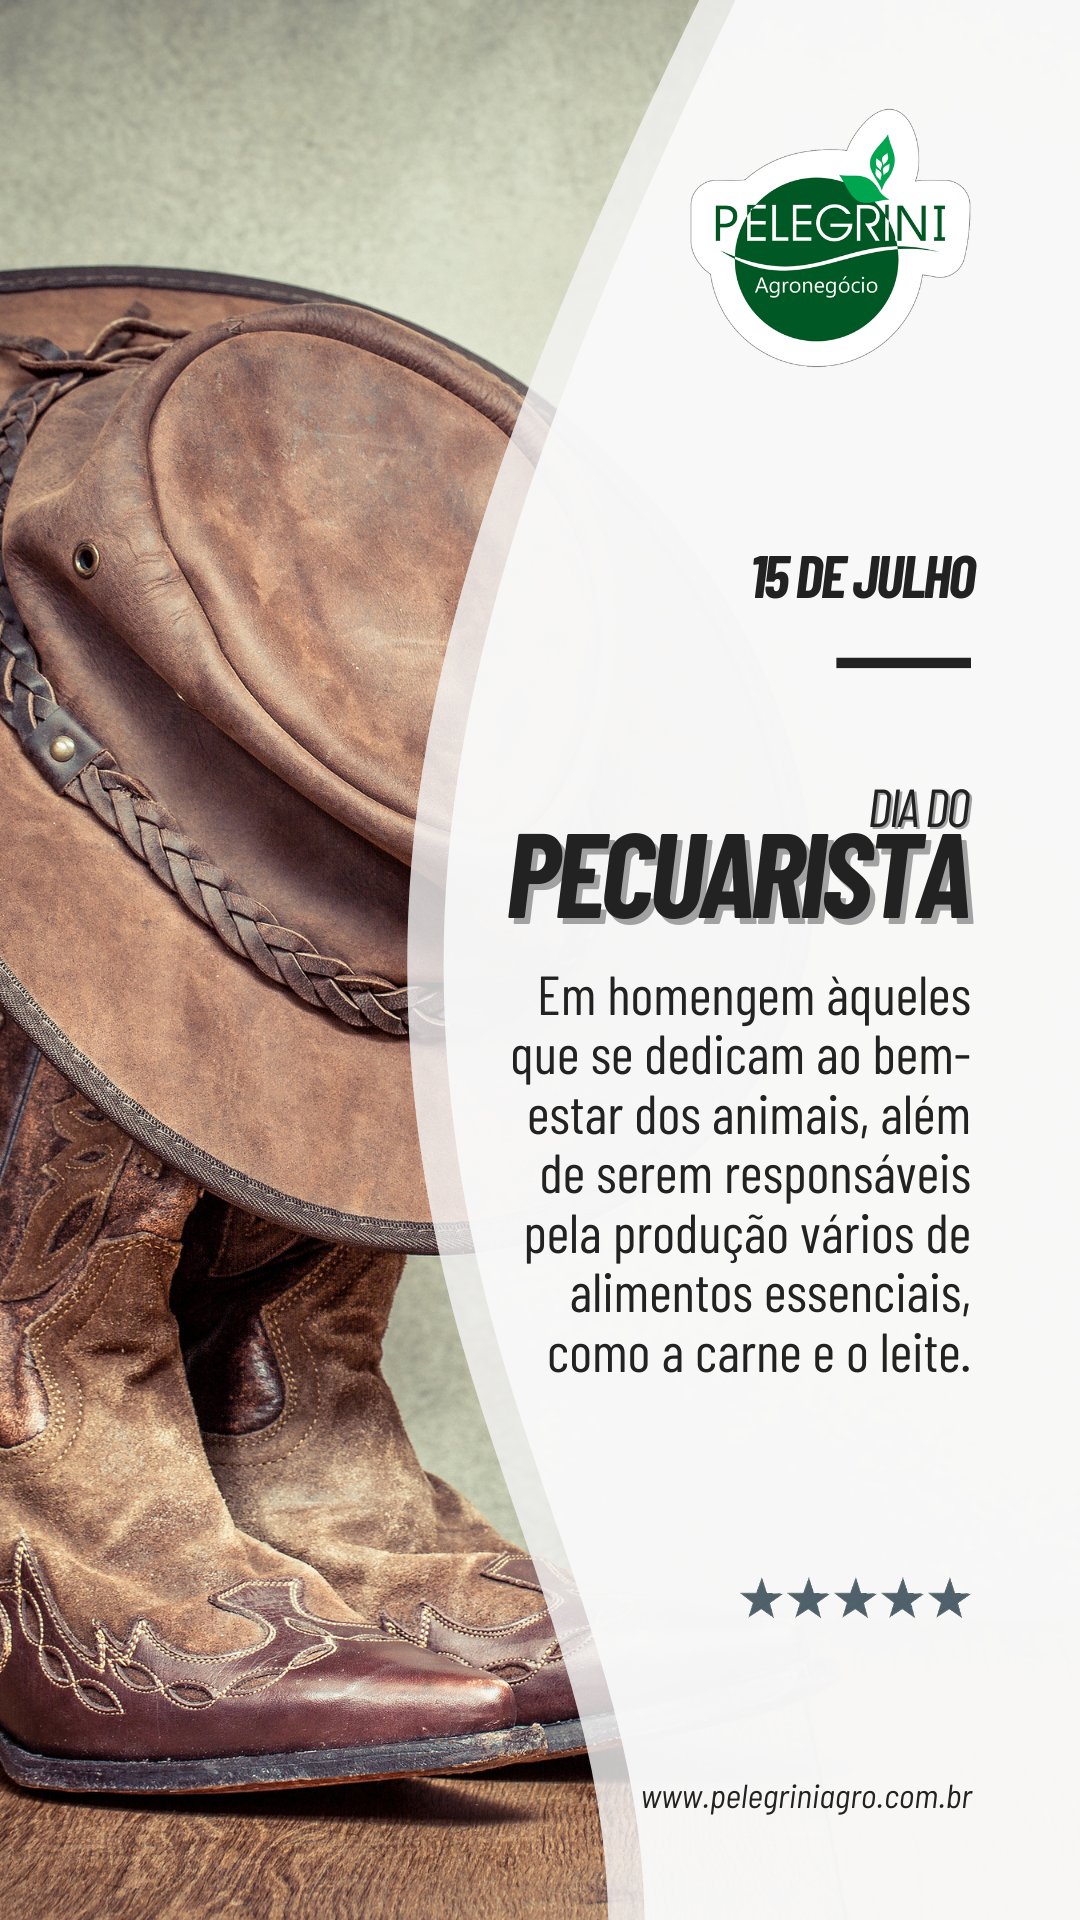 PELEGRINI
Agronegócio
15 DE JULHO
DIA DO
PECUARISTA
Em homengem àqueles
que se dedicam ao bem-
estar dos animais, além
de serem responsáveis
pela produção vários de
alimentos essenciais,
como a carne e o leite.
www.pelegriniagro.com.br